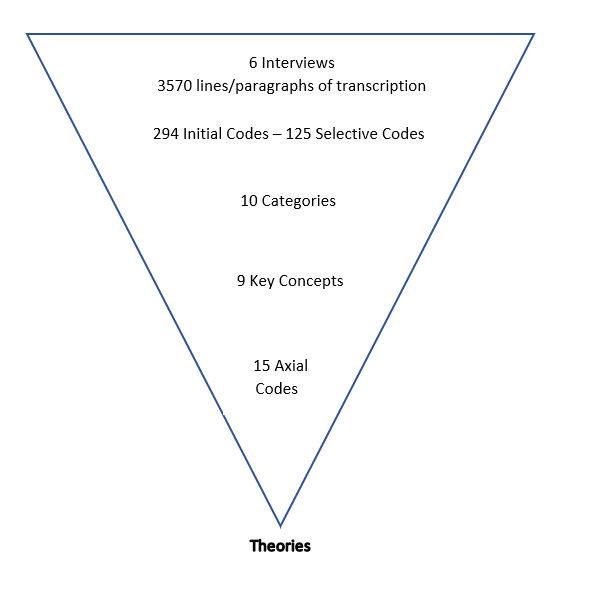 6 Interviews
3570 lines/paragraphs of transcription
294 Initial Codes – 125 Selective Codes
10 Categories
9 Key Concepts
15 Axial
Codes
Theories